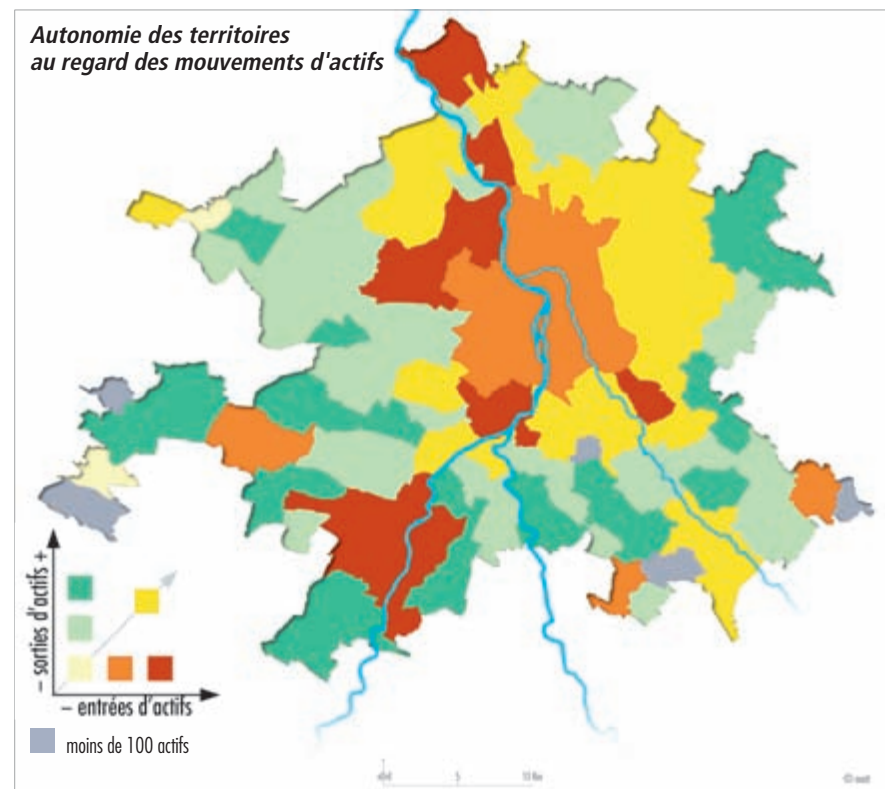 Autonomie des territoires
au regard des mouvements d'actifs
– sorties d'actifs +
– entrées d'actifs
moins de 100 actifs
5
10 Km